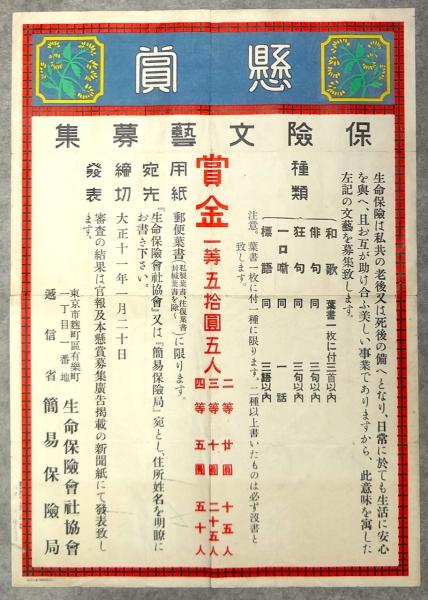 懸賞
保險文藝募集
生命保險は私共の老後又は死後の備へとなり、日常に於ても生活に安心
を與へ、且お互が助け合ふ美しい事業でありますから、此意味を寓した
左記の文藝を募集致します。
種類
和歌 葉書一枚に付三首以內
俳句 同 三句以內
狂句 同 三句以內
一口噺 同 一話
標語 同 三語以內
注意。葉書一枚に付一種に限ります。二種以上書いたものは必ず沒書と
致します。
賞金 一等五拾圓五人
二等廿圓十五人
三等十圓二十五人
四等五圓五十人
用紙 郵便葉書(私製葉書、往復葉書、封緘葉書を除く)に限ります。
宛先 『生命保險會社協會』又は『簡易保險局』宛とし、住所姓名を明瞭に
お書き下さい。
締切 大正十一年一月二十日
發表 審査の結果は官報及本懸賞募集廣告揭載の新聞紙にて發表致し
ます。
東京市麴町區有樂町
一丁目一番地
生命保險會社協會
遞信省 簡易保險局